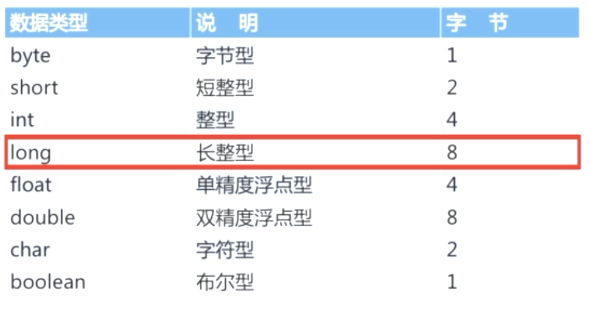 数据类型 说 明 字 节
byte 字节型 1
short 短整型 2
int 整型 4
long 长整型 8
float 单精度浮点型 4
double 双精度浮点型 8
char 字符型 2
boolean 布尔型 1